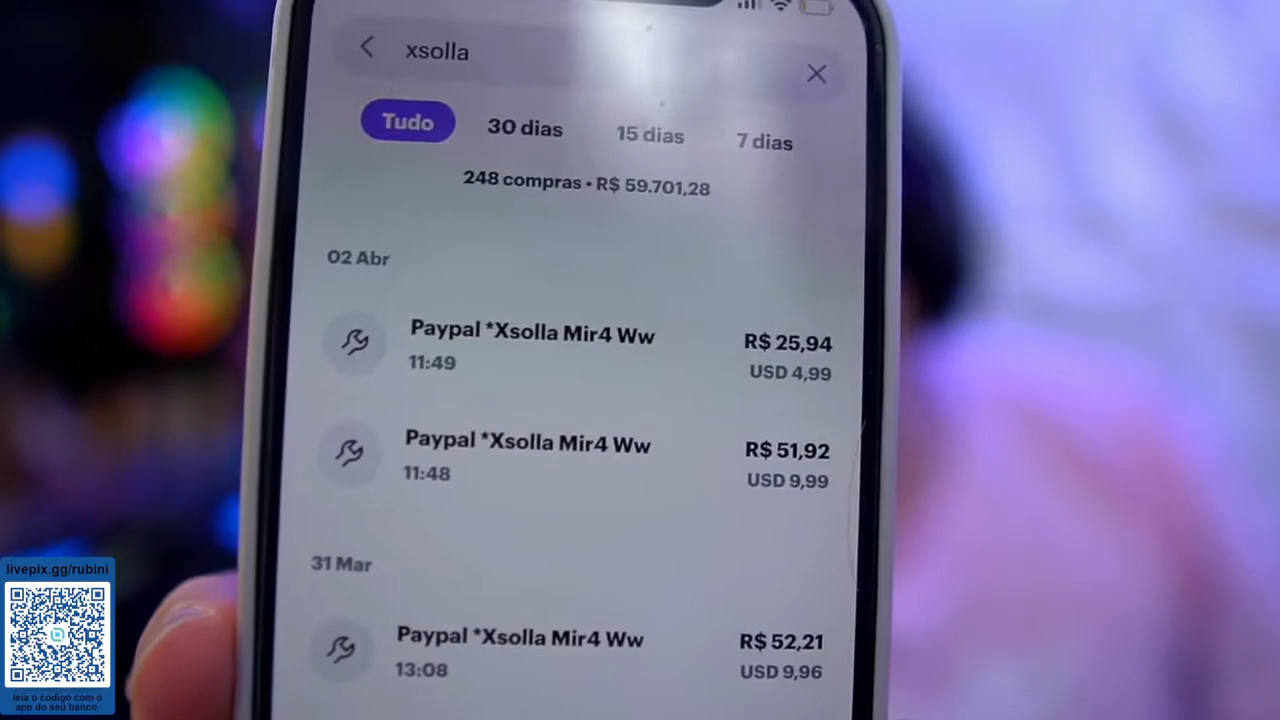 xsolla
Tudo 30 dias 15 dias 7 dias
248 compras • R$ 59.701,28
02 Abr
Paypal *Xsolla Mir4 Ww R$ 25,94
11:49 USD 4,99
Paypal *Xsolla Mir4 Ww R$ 51,92
11:48 USD 9,99
31 Mar
Paypal *Xsolla Mir4 Ww R$ 52,21
13:08 USD 9,96
livepix.gg/rubini
leia o código com o
app do seu banco